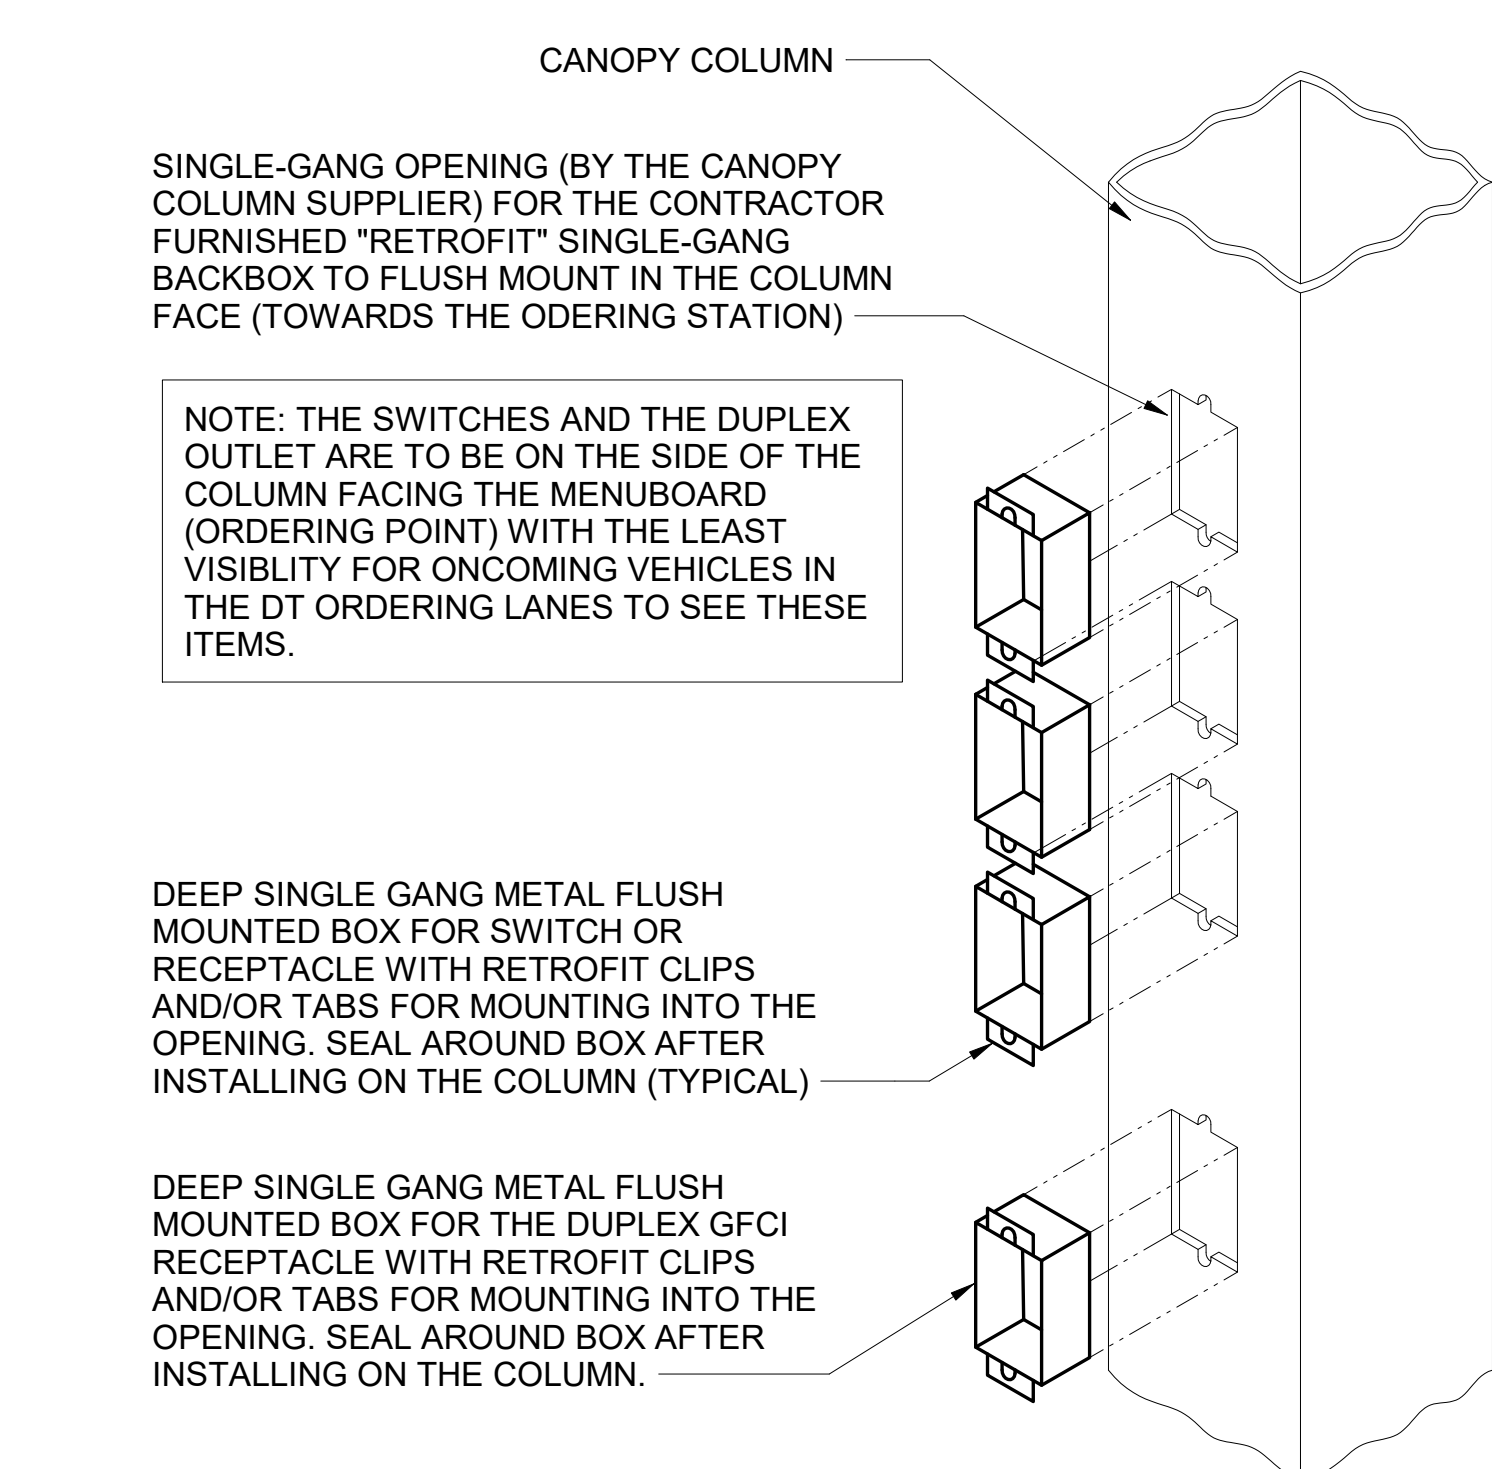 CANOPY COLUMN
SINGLE-GANG OPENING (BY THE CANOPY
COLUMN SUPPLIER) FOR THE CONTRACTOR
FURNISHED "RETROFIT" SINGLE-GANG
BACKBOX TO FLUSH MOUNT IN THE COLUMN
FACE (TOWARDS THE ODERING STATION)
NOTE: THE SWITCHES AND THE DUPLEX
OUTLET ARE TO BE ON THE SIDE OF THE
COLUMN FACING THE MENUBOARD
(ORDERING POINT) WITH THE LEAST
VISIBLITY FOR ONCOMING VEHICLES IN
THE DT ORDERING LANES TO SEE THESE
ITEMS.
DEEP SINGLE GANG METAL FLUSH
MOUNTED BOX FOR SWITCH OR
RECEPTACLE WITH RETROFIT CLIPS
AND/OR TABS FOR MOUNTING INTO THE
OPENING. SEAL AROUND BOX AFTER
INSTALLING ON THE COLUMN (TYPICAL)
DEEP SINGLE GANG METAL FLUSH
MOUNTED BOX FOR THE DUPLEX GFCI
RECEPTACLE WITH RETROFIT CLIPS
AND/OR TABS FOR MOUNTING INTO THE
OPENING. SEAL AROUND BOX AFTER
INSTALLING ON THE COLUMN.